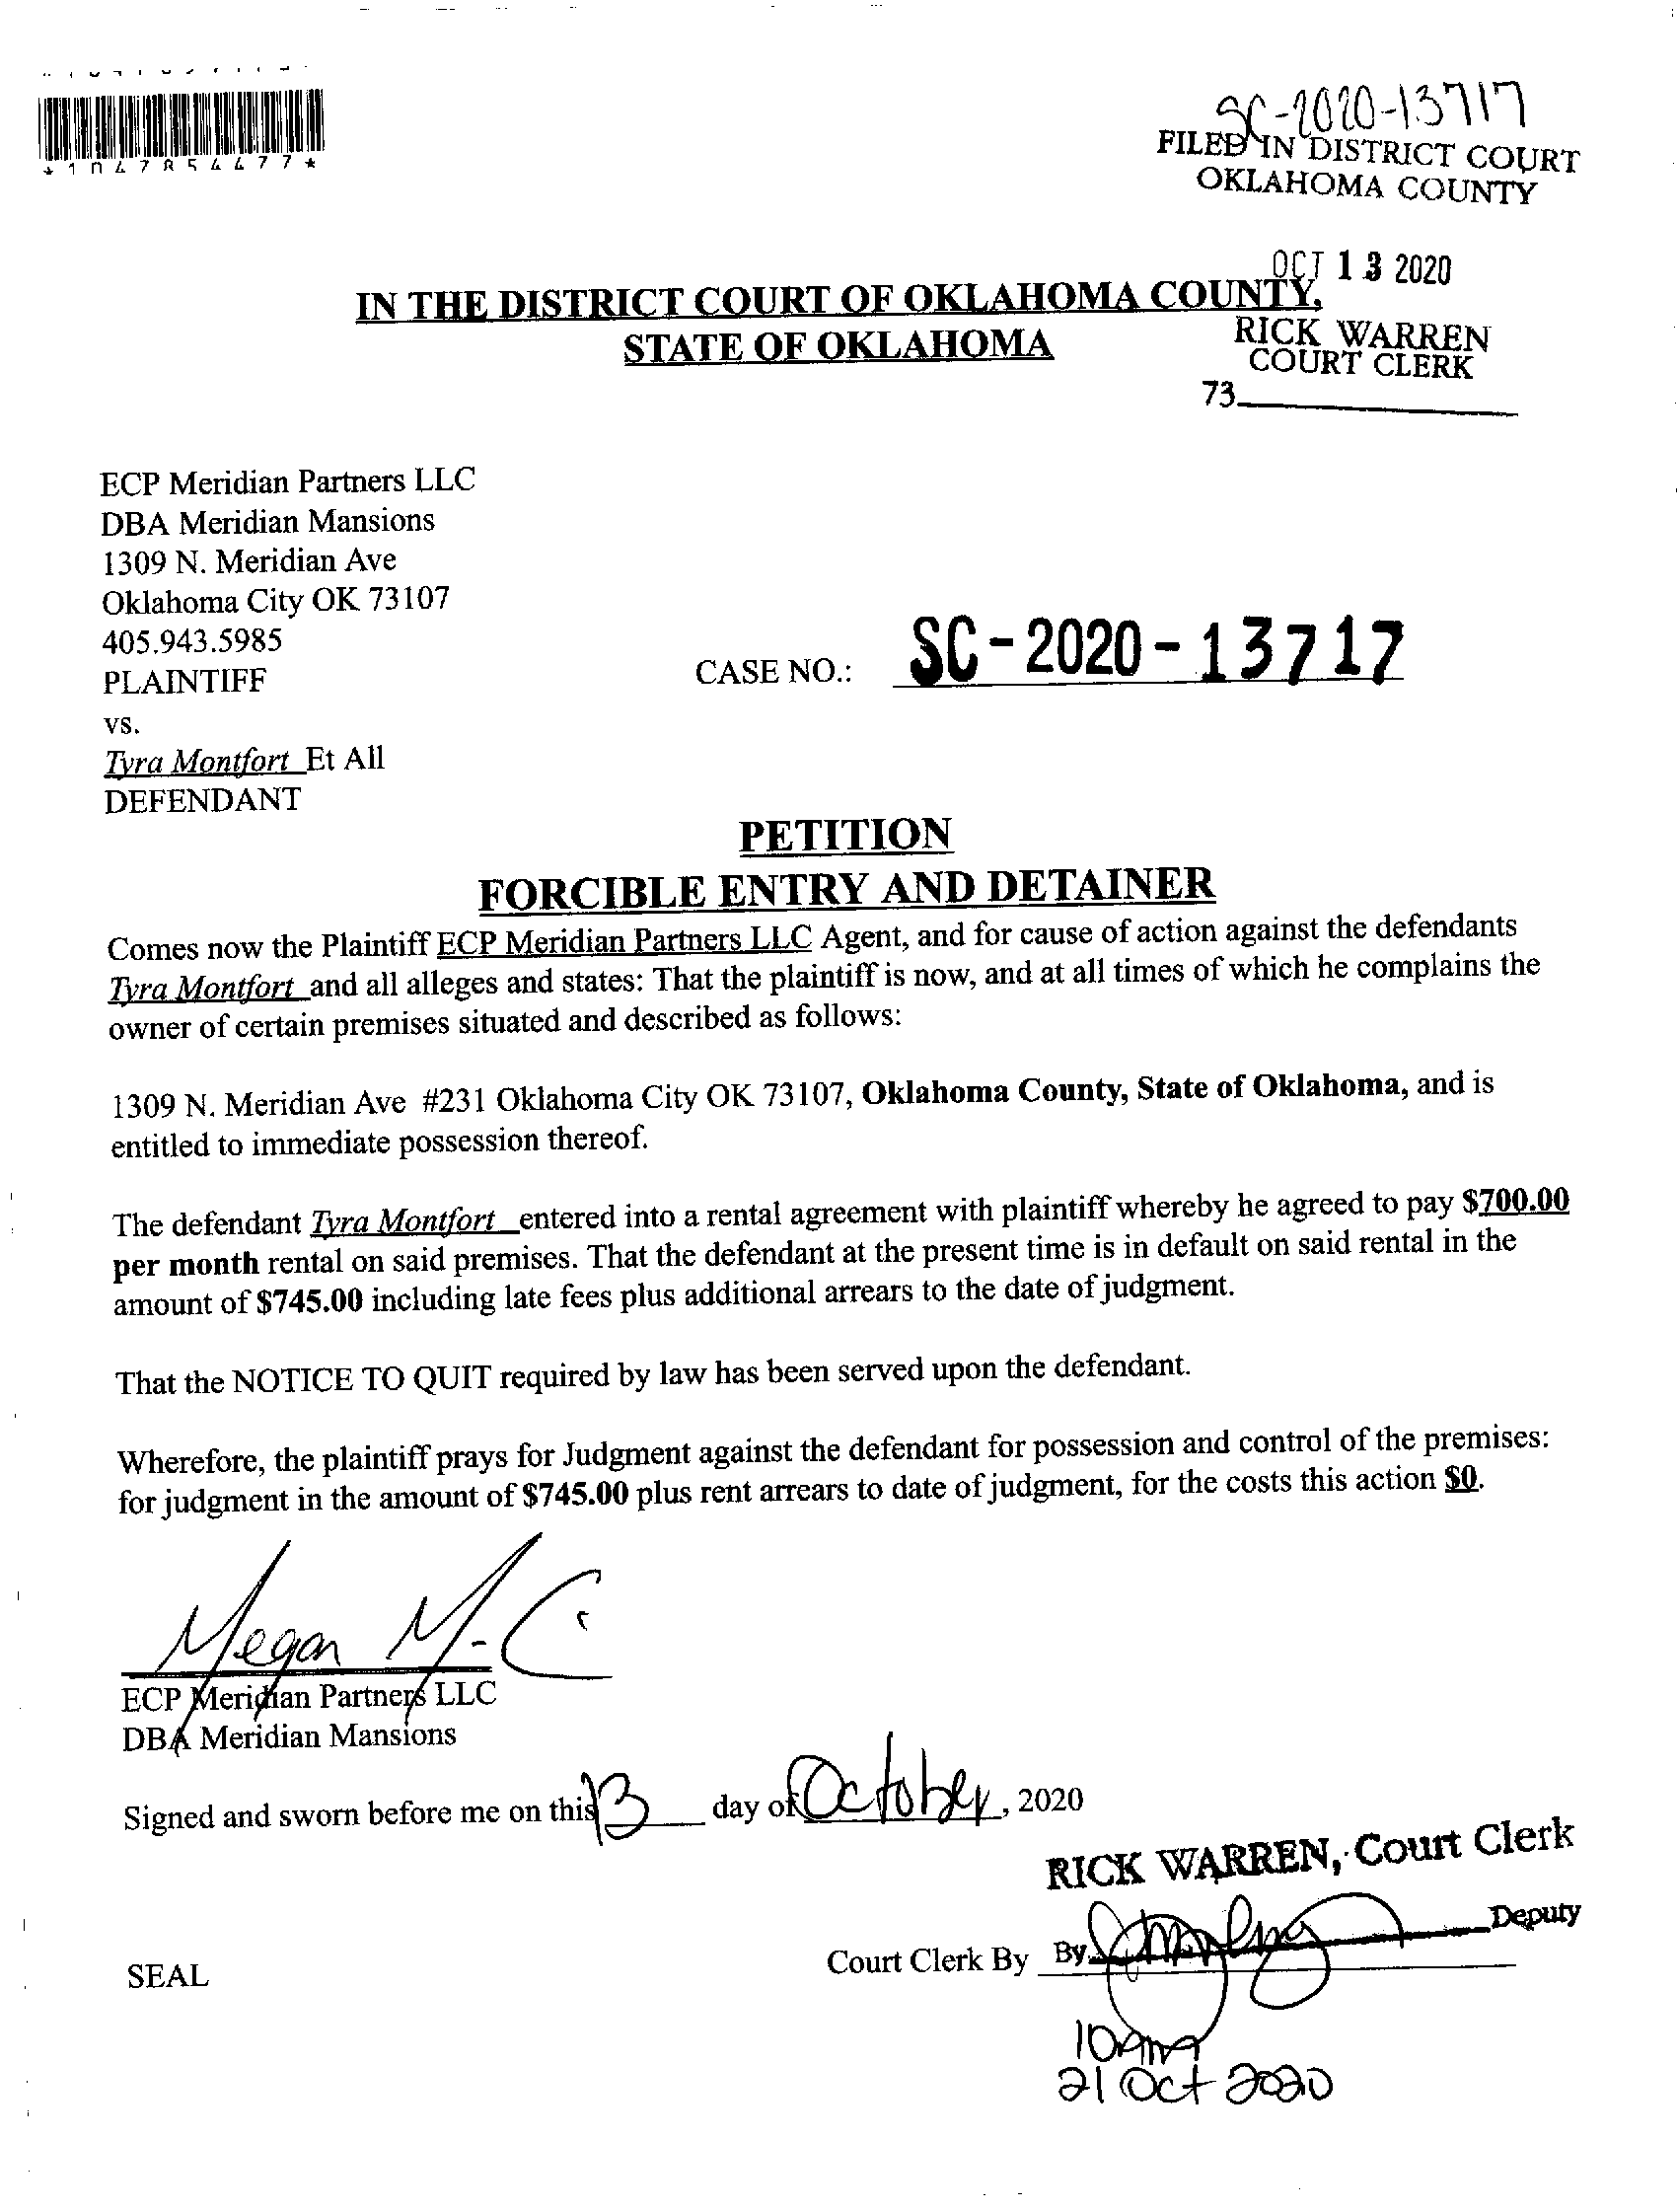 *1047854477*
SC-2020-13717
FILED IN DISTRICT COURT
OKLAHOMA COUNTY
OCT 13 2020
IN THE DISTRICT COURT OF OKLAHOMA COUNTY,
STATE OF OKLAHOMA
RICK WARREN
COURT CLERK
73
ECP Meridian Partners LLC
DBA Meridian Mansions
1309 N. Meridian Ave
Oklahoma City OK 73107
405.943.5985
PLAINTIFF
CASE NO.: SC-2020-13717
vs.
Tyra Montfort Et All
DEFENDANT
PETITION
FORCIBLE ENTRY AND DETAINER
Comes now the Plaintiff ECP Meridian Partners LLC Agent, and for cause of action against the defendants
Tyra Montfort and all alleges and states: That the plaintiff is now, and at all times of which he complains the
owner of certain premises situated and described as follows:
1309 N. Meridian Ave #231 Oklahoma City OK 73107, Oklahoma County, State of Oklahoma, and is
entitled to immediate possession thereof.
The defendant Tyra Montfort entered into a rental agreement with plaintiff whereby he agreed to pay $700.00
per month rental on said premises. That the defendant at the present time is in default on said rental in the
amount of $745.00 including late fees plus additional arrears to the date of judgment.
That the NOTICE TO QUIT required by law has been served upon the defendant.
Wherefore, the plaintiff prays for Judgment against the defendant for possession and control of the premises:
for judgment in the amount of $745.00 plus rent arrears to date of judgment, for the costs this action $0.
Megan M. C
ECP Meridian Partners LLC
DBA Meridian Mansions
Signed and sworn before me on this 13 day of October, 2020
RICK WARREN, Court Clerk
Court Clerk By By Deputy
SEAL
10am
21 Oct 2020